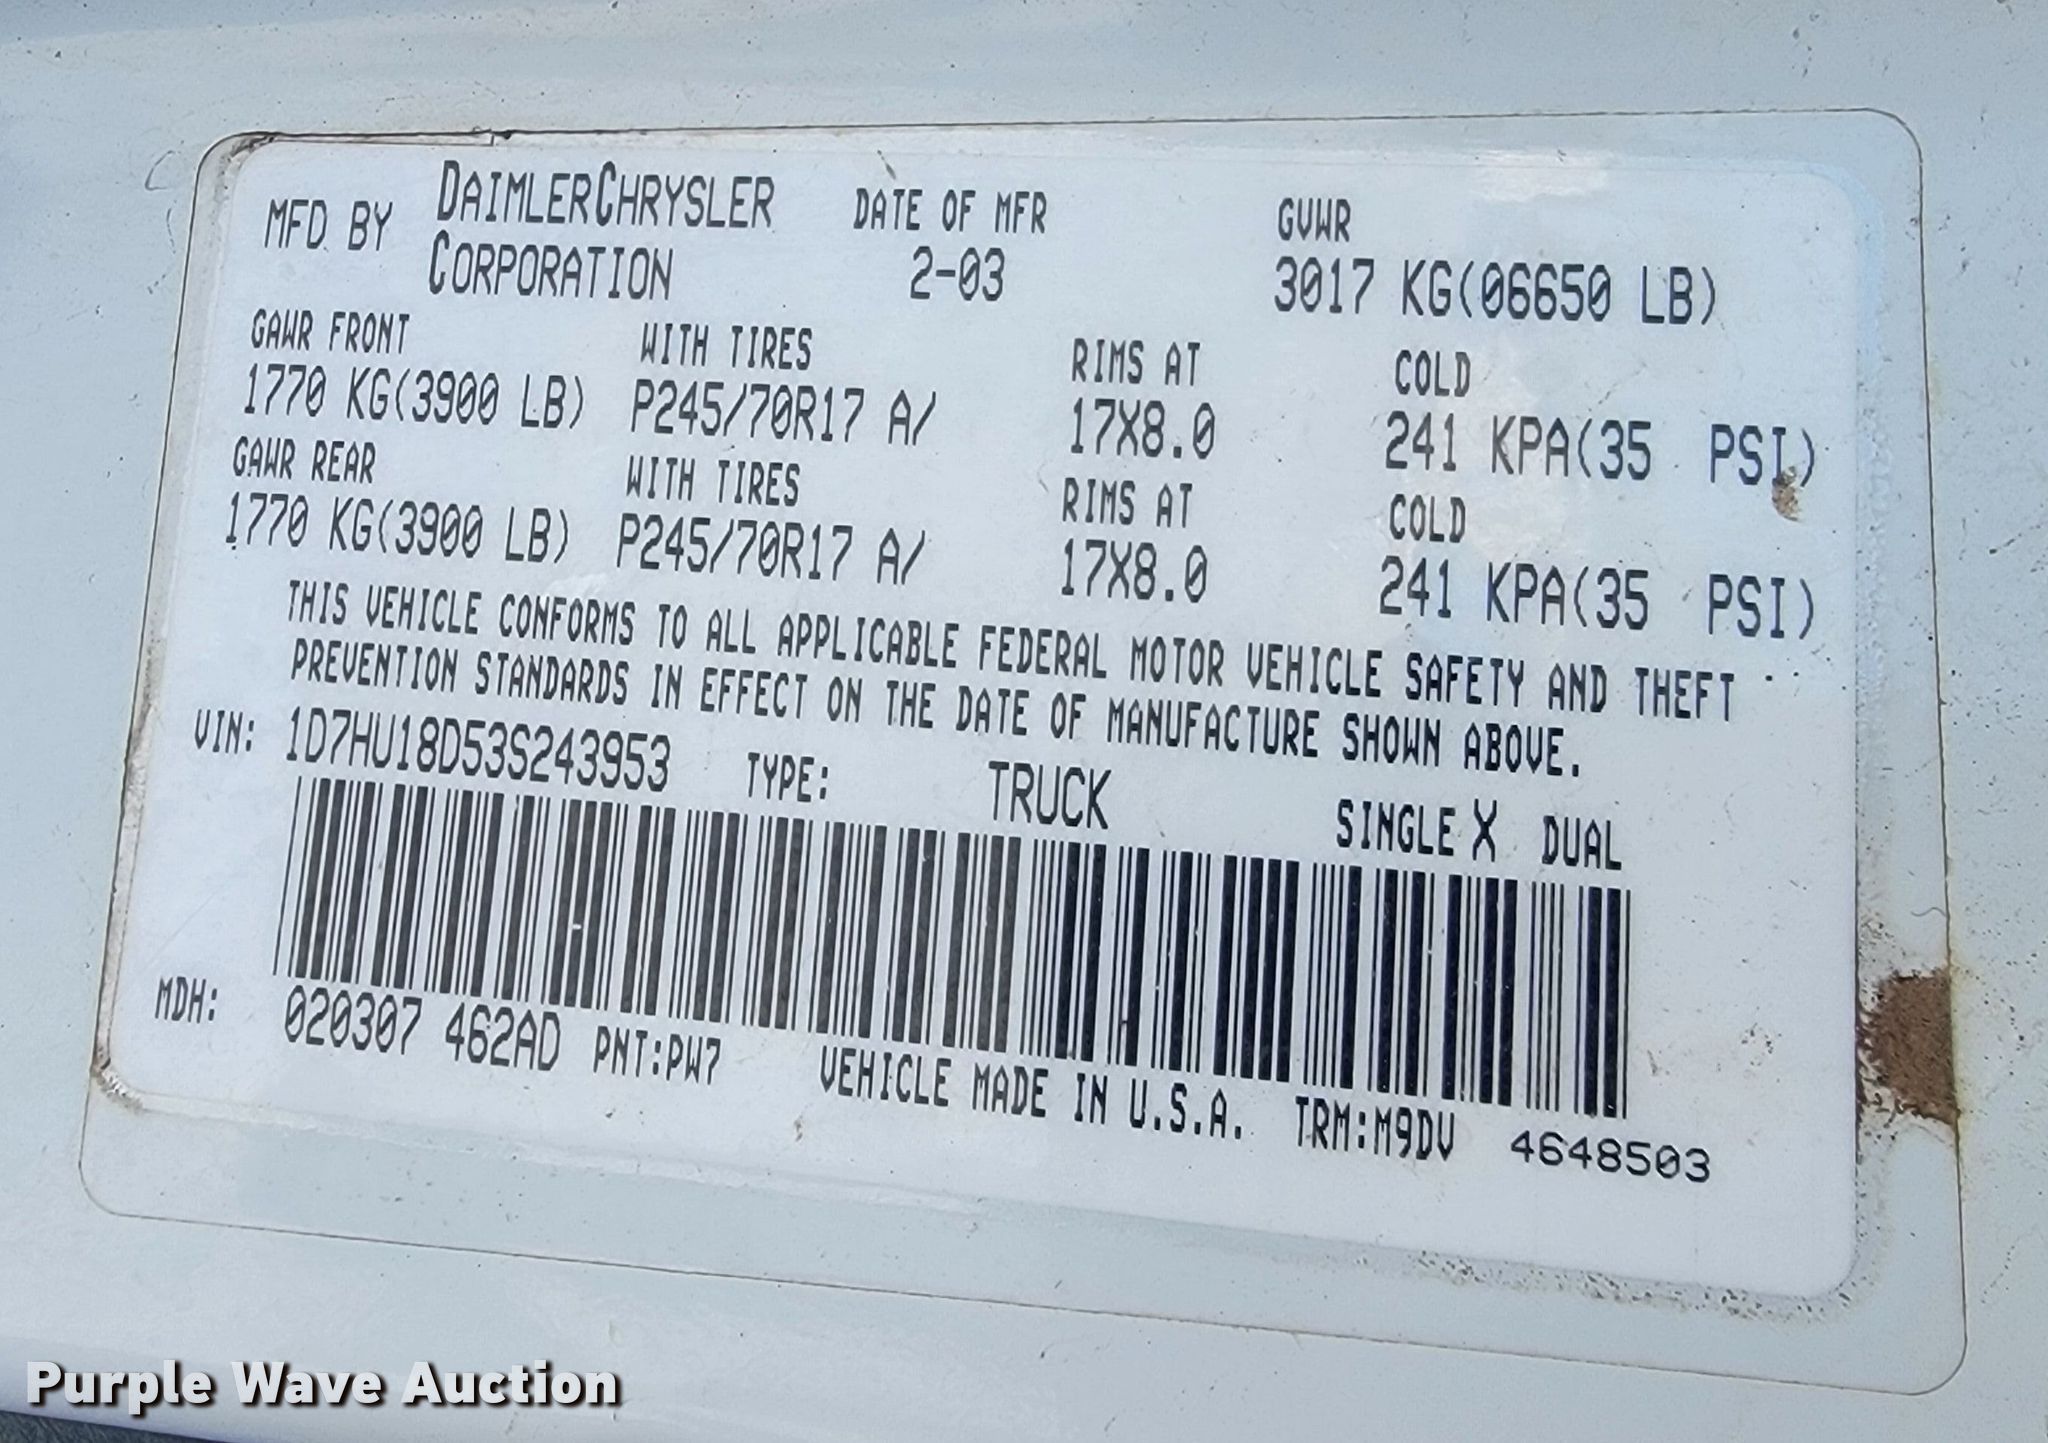 MFD BY DAIMLERCHRYSLER CORPORATION DATE OF MFR 2-03 GVWR 3017 KG(06650 LB)
GAWR FRONT WITH TIRES RIMS AT COLD
1770 KG(3900 LB) P245/70R17 A/ 17X8.0 241 KPA(35 PSI)
GAWR REAR WITH TIRES RIMS AT COLD
1770 KG(3900 LB) P245/70R17 A/ 17X8.0 241 KPA(35 PSI)
THIS VEHICLE CONFORMS TO ALL APPLICABLE FEDERAL MOTOR VEHICLE SAFETY AND THEFT
PREVENTION STANDARDS IN EFFECT ON THE DATE OF MANUFACTURE SHOWN ABOVE.
VIN: 1D7HU18D53S243953 TYPE: TRUCK SINGLE X DUAL
MDH: 020307 462AD PNT:PW7 VEHICLE MADE IN U.S.A. TRM:M9DV 4648503
Purple Wave Auction